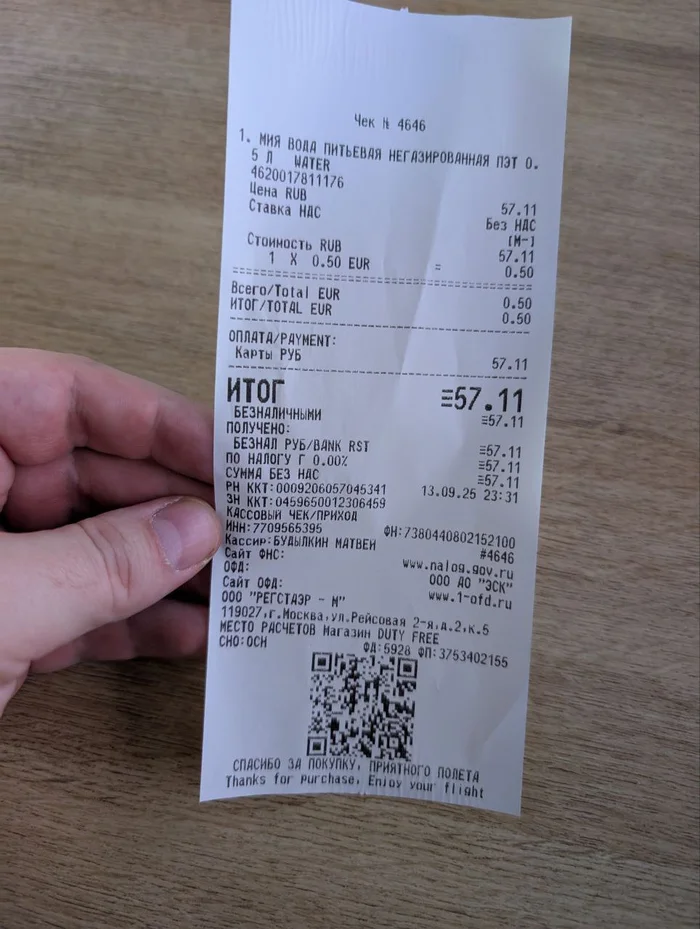 Чек № 4646
1. МИЯ ВОДА ПИТЬЕВАЯ НЕГАЗИРОВАННАЯ ПЭТ 0.
5 Л WATER
4620017811176
Цена RUB 57.11
Ставка НДС Без НДС
[М-]
Стоимость RUB 57.11
1 X 0.50 EUR = 0.50
Всего/Total EUR 0.50
ИТОГ/TOTAL EUR 0.50
ОПЛАТА/PAYMENT:
Карты РУБ 57.11
ИТОГ ≡57.11
БЕЗНАЛИЧНЫМИ ≡57.11
ПОЛУЧЕНО:
БЕЗНАЛ РУБ/BANK RST ≡57.11
ПО НАЛОГУ Г 0.00% ≡57.11
СУММА БЕЗ НДС ≡57.11
РН ККТ:0009206057045341 13.09.25 23:31
ЗН ККТ:0459650012306459
КАССОВЫЙ ЧЕК/ПРИХОД
ИНН:7709565395 ФН:7380440802152100
Кассир:БУДЫЛКИН МАТВЕЙ #4646
Сайт ФНС: www.nalog.gov.ru
ОФД: ООО АО "ЭСК"
Сайт ОФД: www.1-ofd.ru
ООО "РЕГСТАЭР - М"
119027,г.Москва,ул.Рейсовая 2-я,д.2,к.5
МЕСТО РАСЧЕТОВ Магазин DUTY FREE
СНО:ОСН ФД:5928 ФП:3753402155
СПАСИБО ЗА ПОКУПКУ, ПРИЯТНОГО ПОЛЕТА
Thanks for Purchase, Enjoy your flight